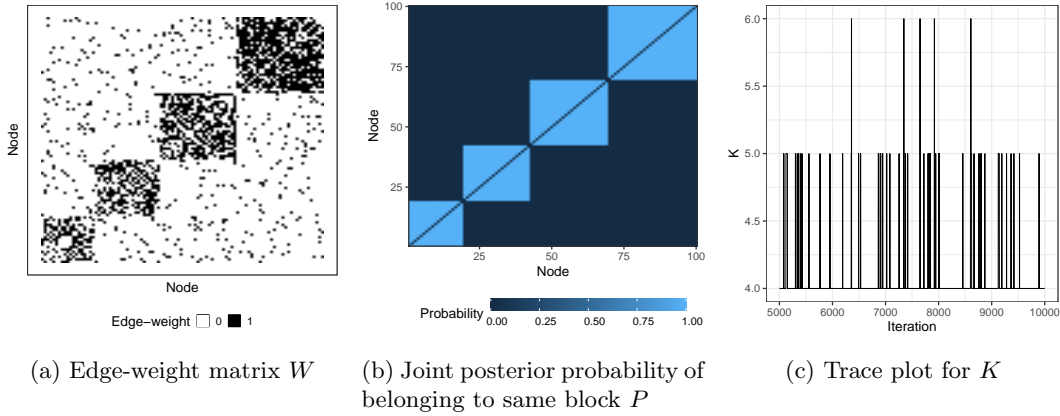 Node
Node
Edge−weight 0 1
(a) Edge-weight matrix W
100
75
50
25
Node
25 50 75 100
Node
Probability
0.00 0.25 0.50 0.75 1.00
(b) Joint posterior probability of
belonging to same block P
6.0
5.5
5.0
4.5
4.0
K
5000 6000 7000 8000 9000 10000
Iteration
(c) Trace plot for K